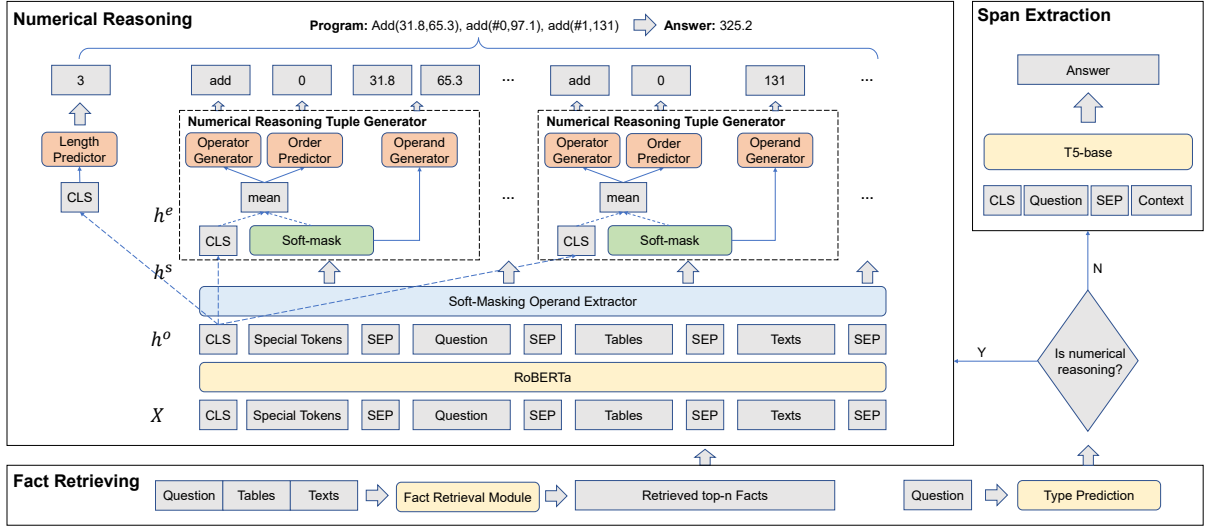 Numerical Reasoning
Program: Add(31.8,65.3), add(#0,97.1), add(#1,131) Answer: 325.2
3 add 0 31.8 65.3 ... add 0 131 ...
Numerical Reasoning Tuple Generator Numerical Reasoning Tuple Generator
Length Predictor
Operator Generator
Order Predictor
Operand Generator
Operator Generator
Order Predictor
Operand Generator
CLS mean ... mean ...
h^e
CLS Soft-mask CLS Soft-mask
h^s
Soft-Masking Operand Extractor
h^o CLS Special Tokens SEP Question SEP Tables SEP Texts SEP
RoBERTa
X CLS Special Tokens SEP Question SEP Tables SEP Texts SEP
Span Extraction
Answer
T5-base
CLS Question SEP Context
N
Y
Is numerical
reasoning?
Fact Retrieving
Question Tables Texts Fact Retrieval Module Retrieved top-n Facts Question Type Prediction